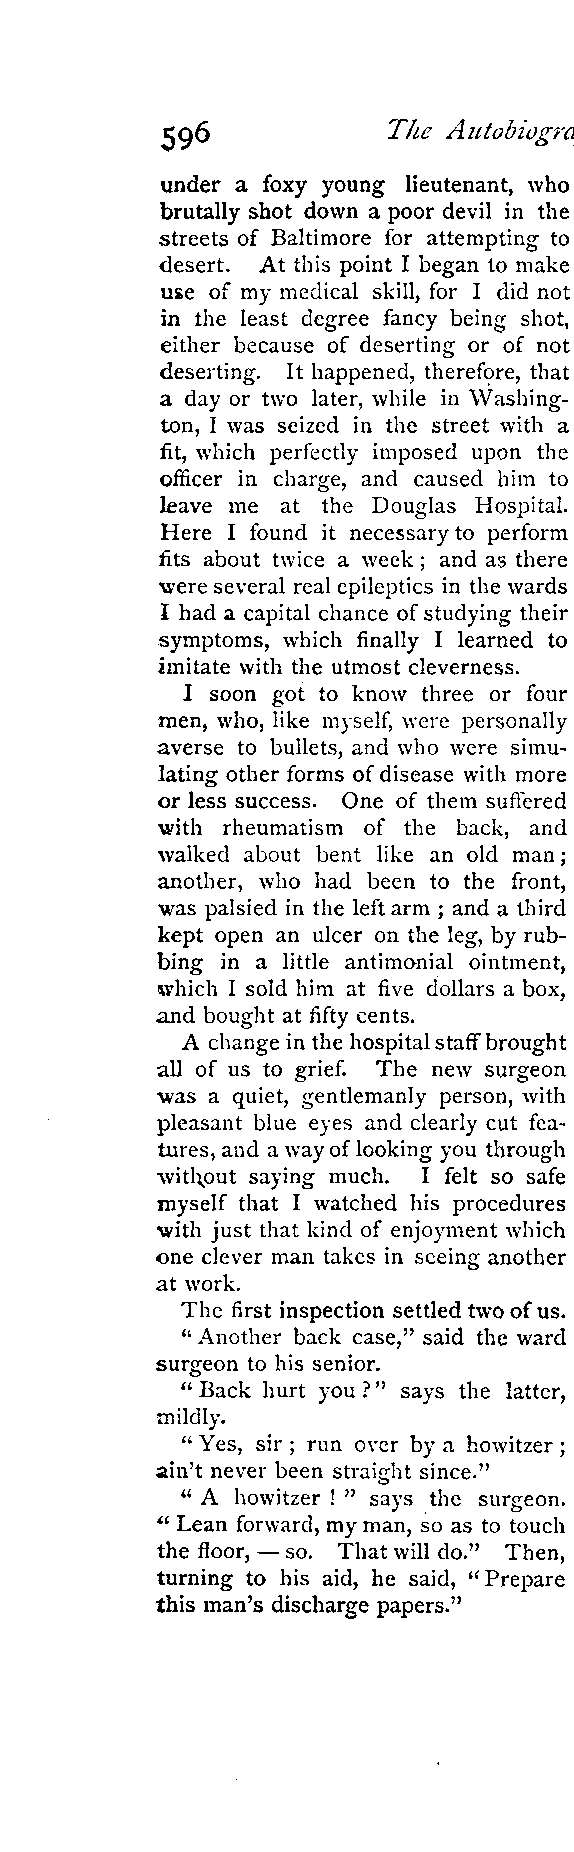 596 The Autobiogra
under a foxy young lieutenant, who
brutally shot down a poor devil in the
streets of Baltimore for attempting to
desert. At this point I began to make
use of my medical skill, for I did not
in the least degree fancy being shot,
either because of deserting or of not
deserting. It happened, therefore, that
a day or two later, while in Washing-
ton, I was seized in the street with a
fit, which perfectly imposed upon the
officer in charge, and caused him to
leave me at the Douglas Hospital.
Here I found it necessary to perform
fits about twice a week; and as there
were several real epileptics in the wards
I had a capital chance of studying their
symptoms, which finally I learned to
imitate with the utmost cleverness.
I soon got to know three or four
men, who, like myself, were personally
averse to bullets, and who were simu-
lating other forms of disease with more
or less success. One of them suffered
with rheumatism of the back, and
walked about bent like an old man;
another, who had been to the front,
was palsied in the left arm; and a third
kept open an ulcer on the leg, by rub-
bing in a little antimonial ointment,
which I sold him at five dollars a box,
and bought at fifty cents.
A change in the hospital staff brought
all of us to grief. The new surgeon
was a quiet, gentlemanly person, with
pleasant blue eyes and clearly cut fea-
tures, and a way of looking you through
without saying much. I felt so safe
myself that I watched his procedures
with just that kind of enjoyment which
one clever man takes in seeing another
at work.
The first inspection settled two of us.
"Another back case," said the ward
surgeon to his senior.
"Back hurt you?" says the latter,
mildly.
"Yes, sir; run over by a howitzer;
ain't never been straight since."
"A howitzer!" says the surgeon.
"Lean forward, my man, so as to touch
the floor, — so. That will do." Then,
turning to his aid, he said, "Prepare
this man's discharge papers."